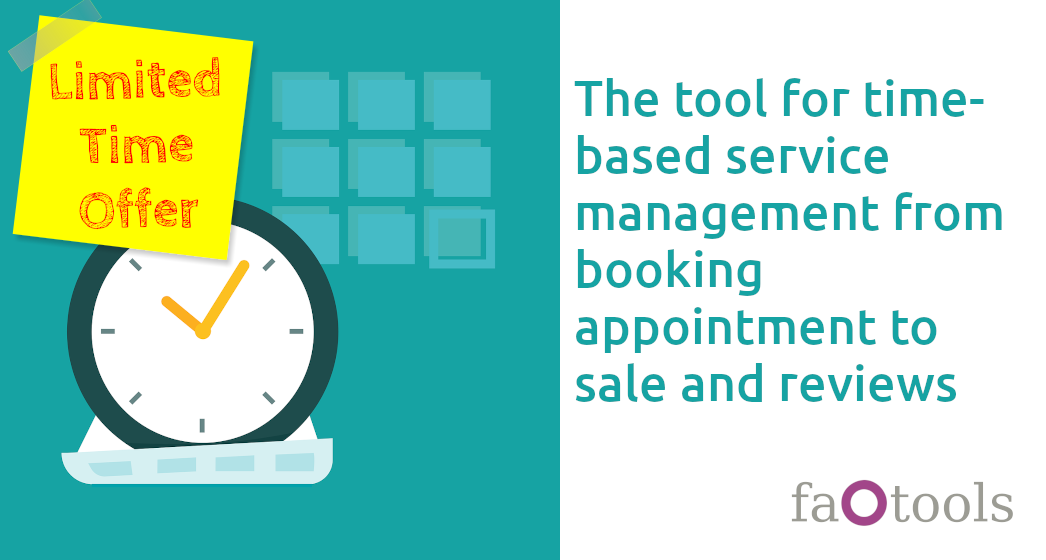 Limited
Time
Offer
The tool for time-
based service
management from
booking
appointment to
sale and reviews
faOtools